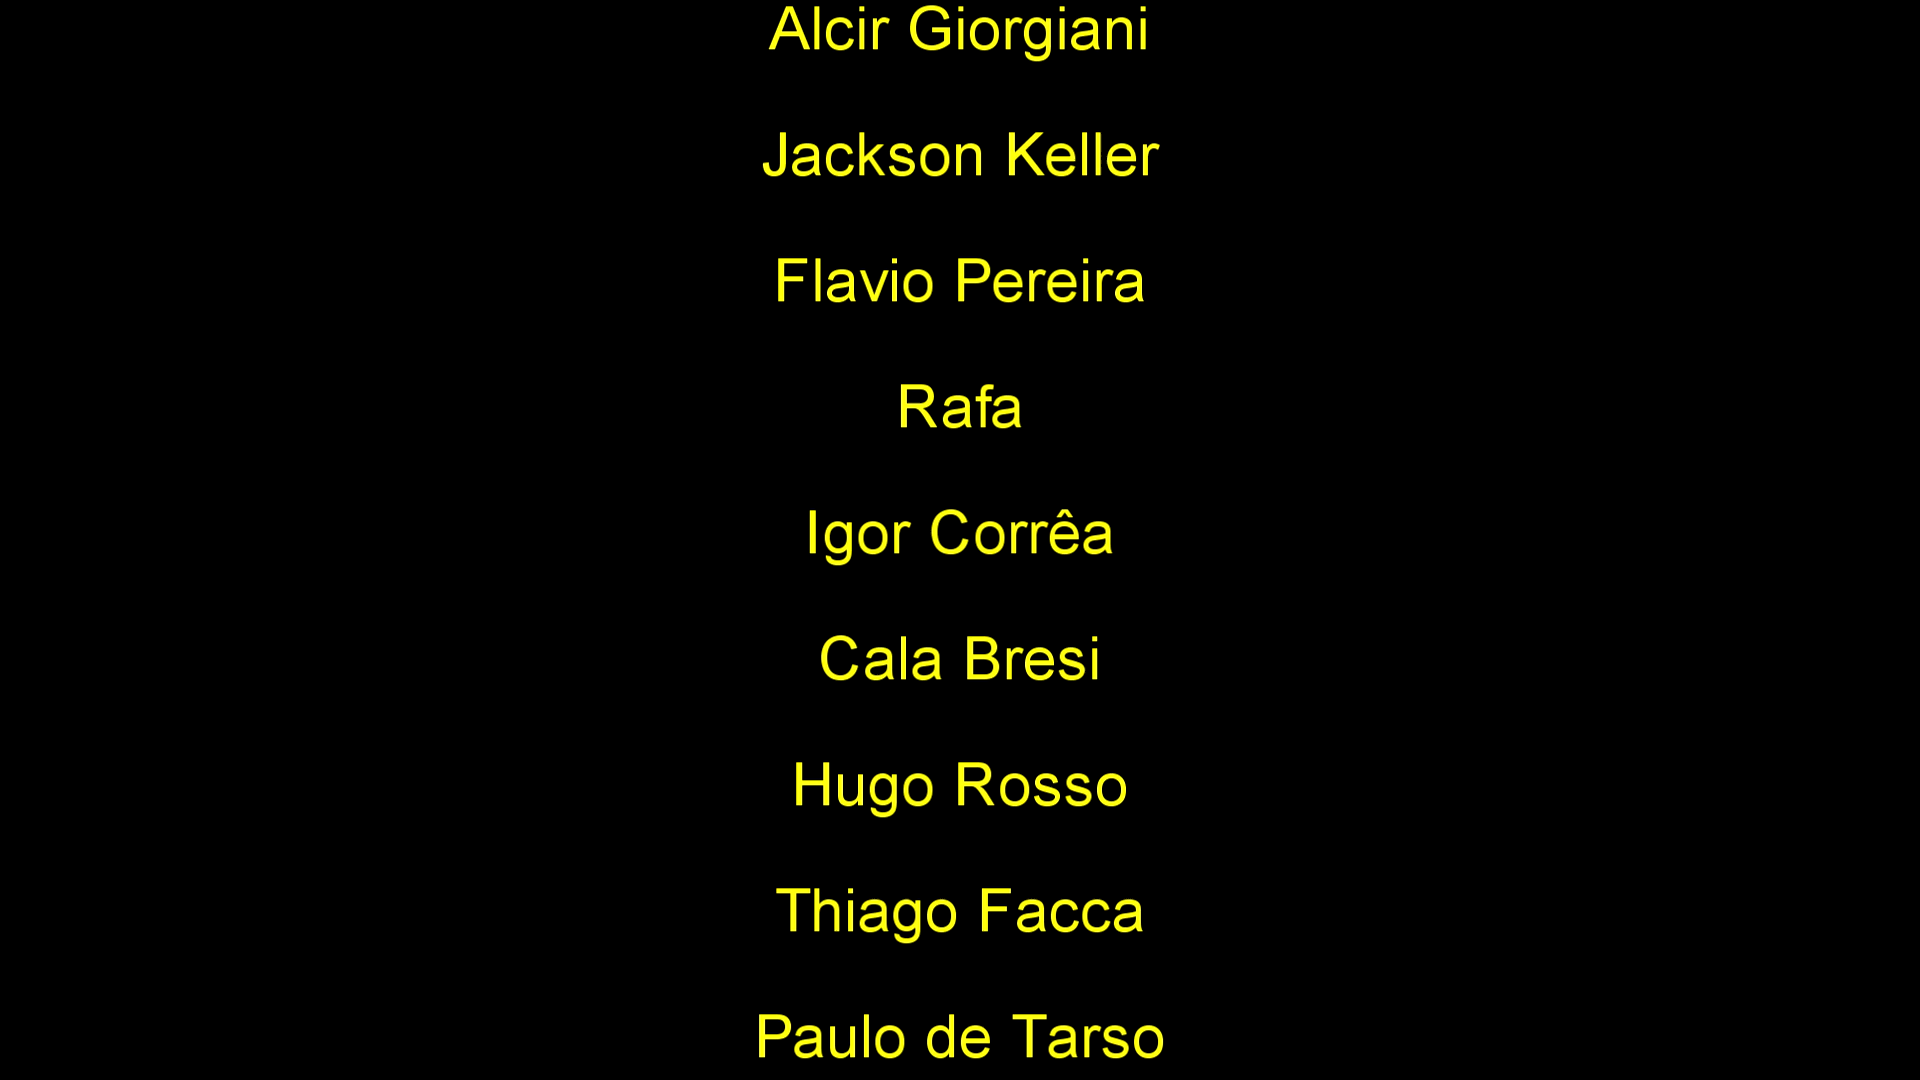 Alcir Giorgiani
Jackson Keller
Flavio Pereira
Rafa
Igor Corrêa
Cala Bresi
Hugo Rosso
Thiago Facca
Paulo de Tarso